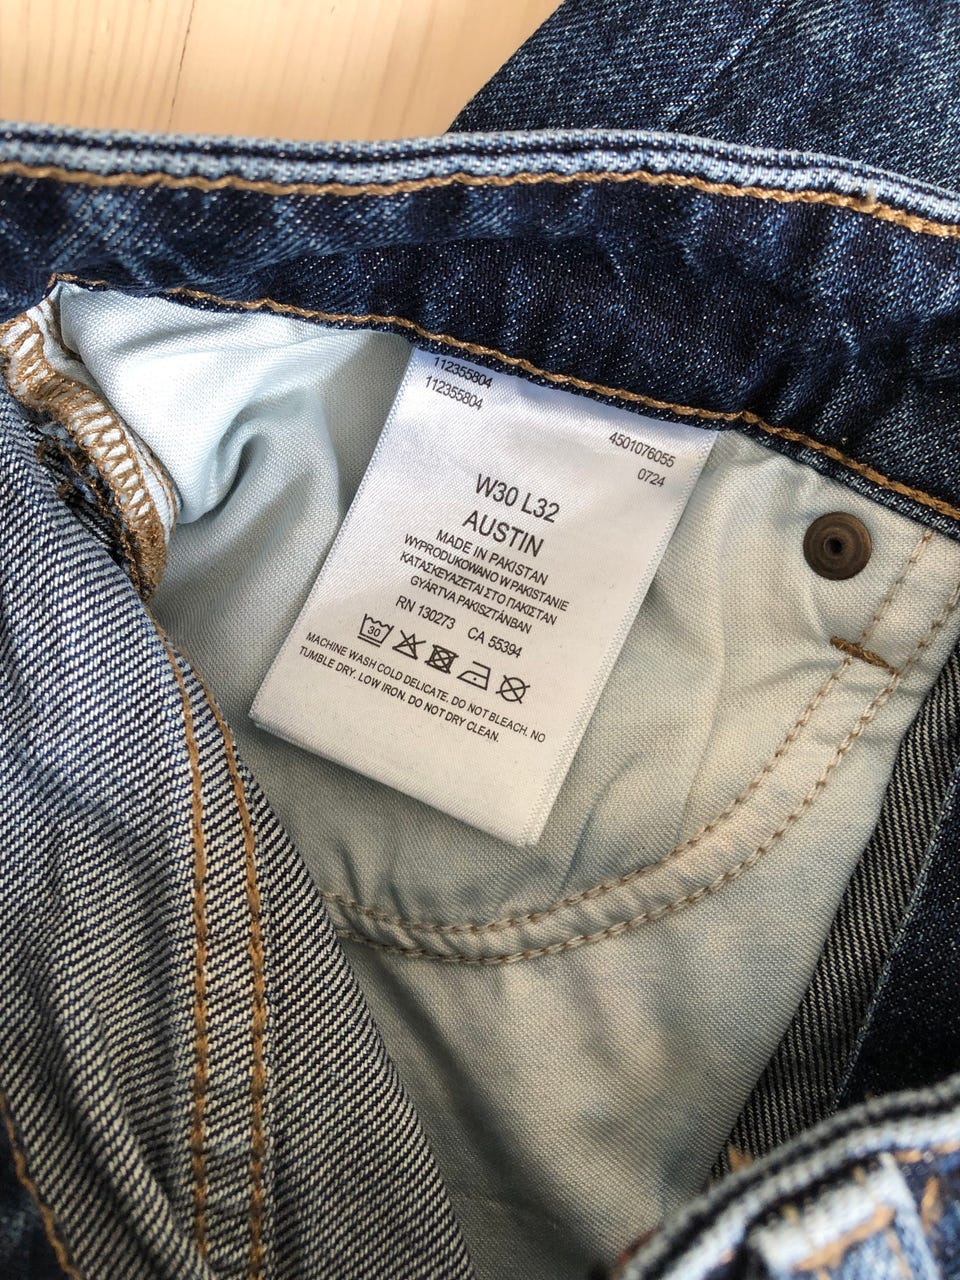 112355804
112355804
4501076055
0724
W30 L32
AUSTIN
MADE IN PAKISTAN
WYPRODUKOWANO W PAKISTANIE
ΚΑΤΑΣΚΕΥΑΖΕΤΑΙ ΣΤΟ ΠΑΚΙΣΤΑΝ
GYÁRTVA PAKISZTÁNBAN
RN 130273 CA 55394
30
MACHINE WASH COLD DELICATE. DO NOT BLEACH. NO
TUMBLE DRY. LOW IRON. DO NOT DRY CLEAN.